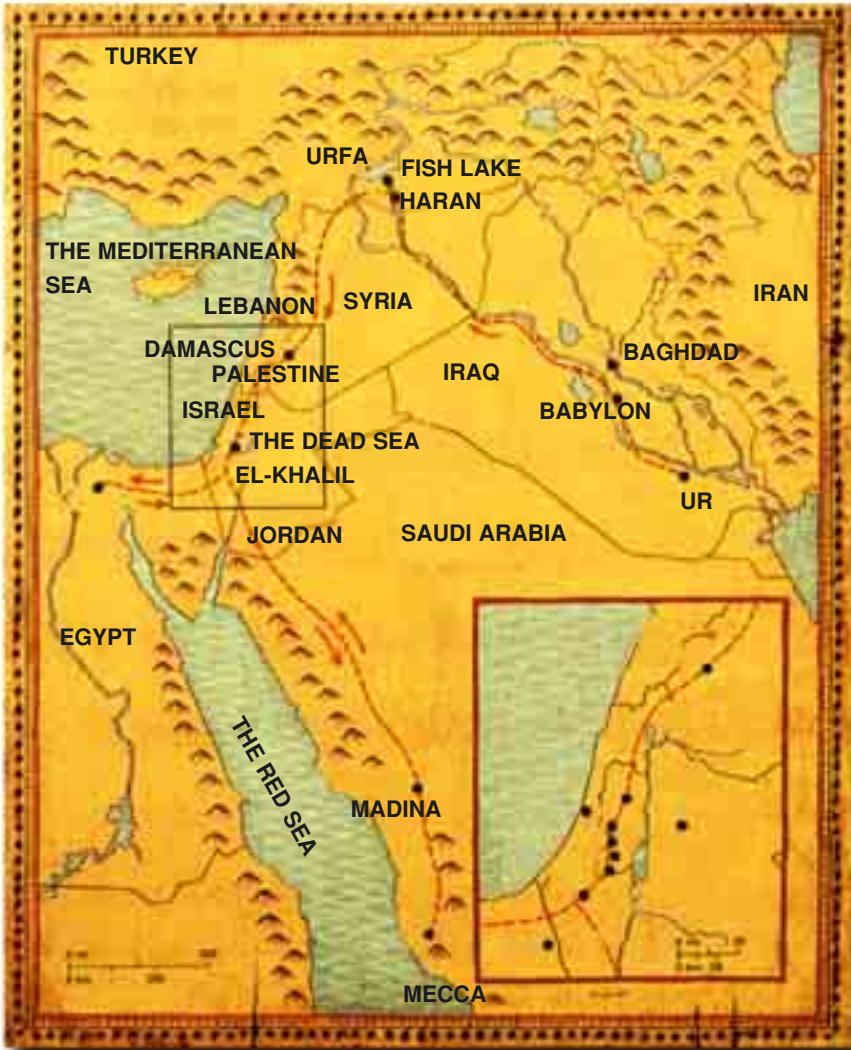 TURKEY
URFA
FISH LAKE
HARAN
THE MEDITERRANEAN
SEA
LEBANON
SYRIA
IRAN
DAMASCUS
PALESTINE
IRAQ
BAGHDAD
ISRAEL
BABYLON
THE DEAD SEA
EL-KHALIL
UR
JORDAN
SAUDI ARABIA
EGYPT
THE RED SEA
MADINA
MECCA